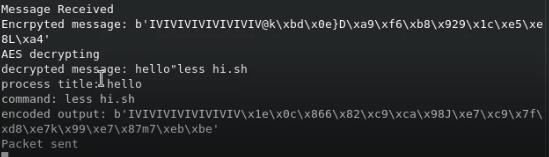 Message Received
Enrcpyted message: b'IVIVIVIVIVIVIVIV@k\xbd\x0e}D\xa9\xf6\xb8\x929\x1c\xe5\xe
8L\xa4'
AES decrypting
decrypted message: hello"less hi.sh
process title: hello
command: less hi.sh
encoded output: b'IVIVIVIVIVIVIVIV\x1e\x0c\x866\x82\xc9\xca\x98J\xe7\xc9\x7f\
xd8\xe7k\x99\xe7\x87m7\xeb\xbe'
Packet sent